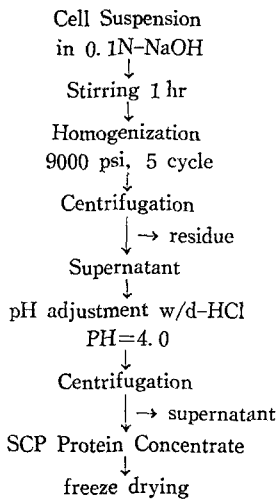 Cell Suspension
in 0.1N-NaOH
↓
Stirring 1 hr
↓
Homogenization
9000 psi, 5 cycle
↓
Centrifugation
↓ → residue
Supernatant
↓
pH adjustment w/d-HCl
PH=4.0
↓
Centrifugation
↓ → supernatant
SCP Protein Concentrate
↓
freeze drying